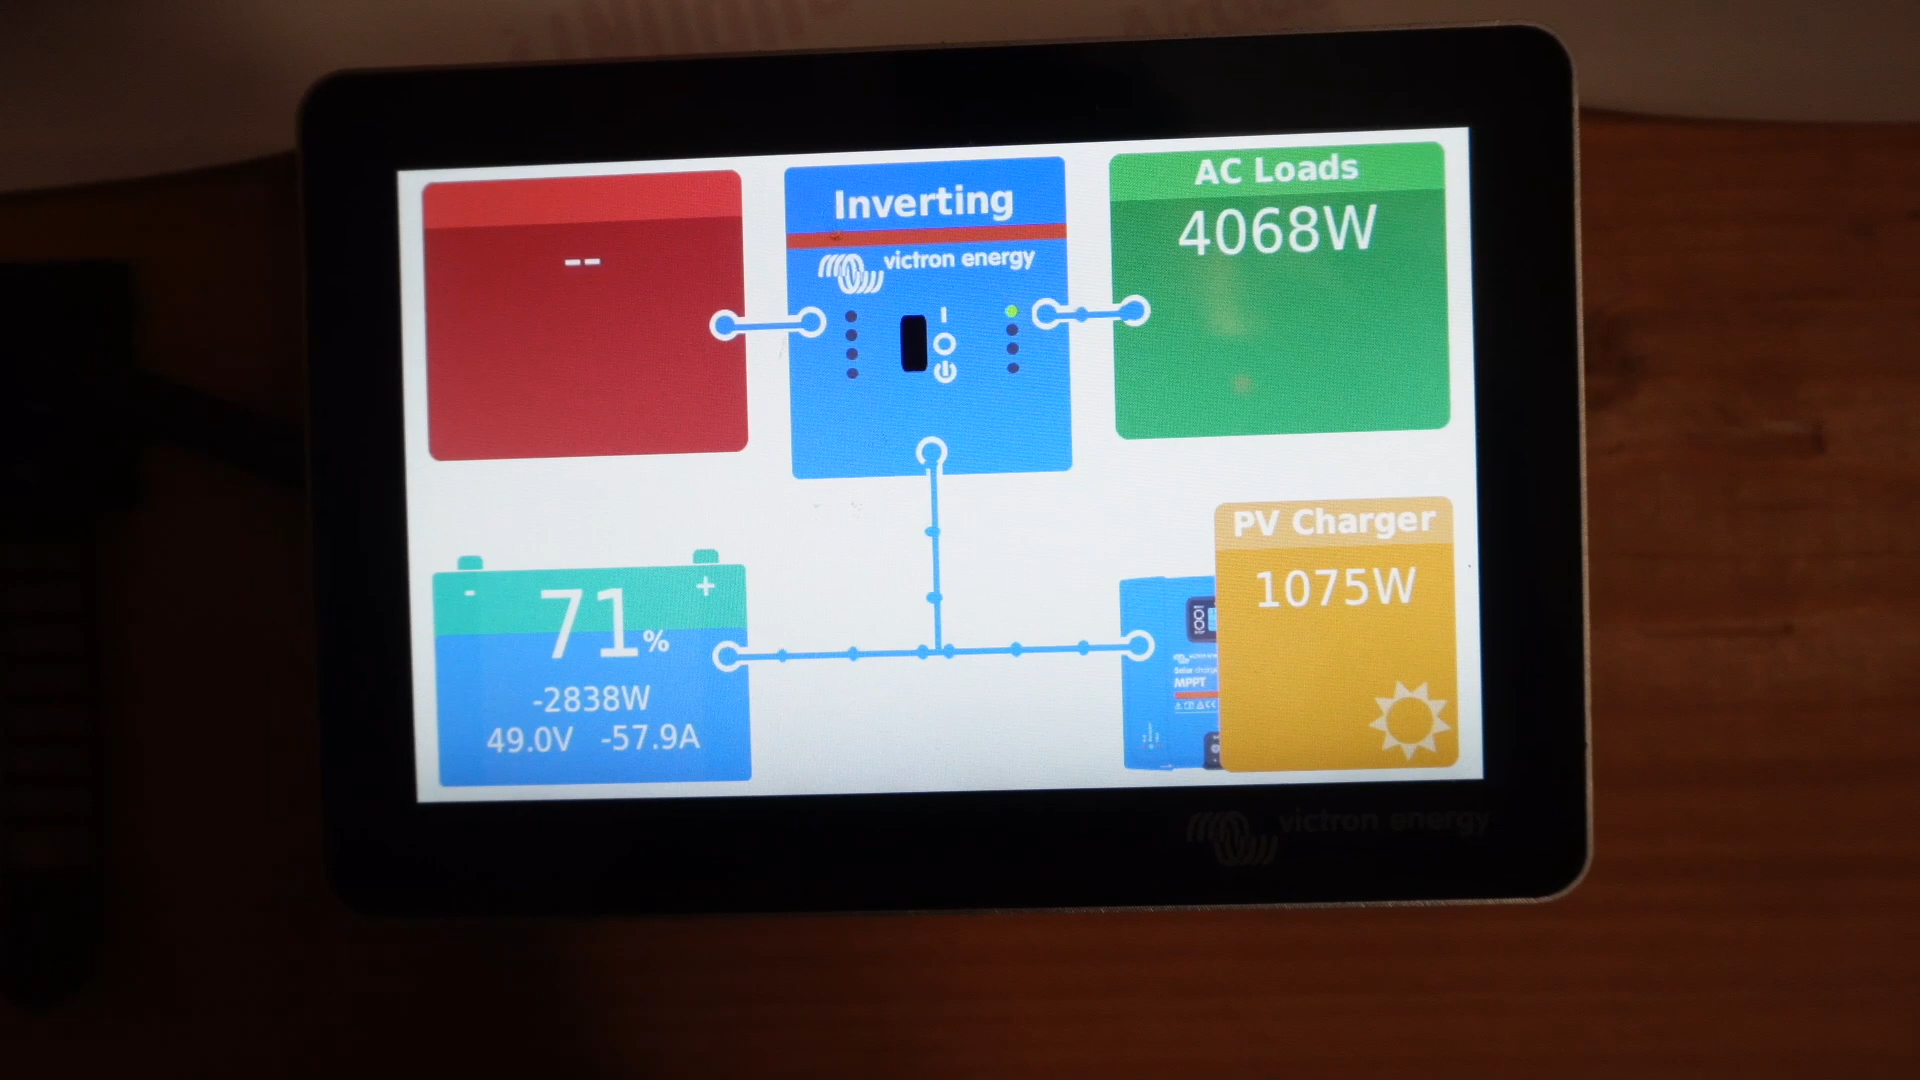 --
Inverting
victron energy
AC Loads
4068W
- +
71%
-2838W
49.0V -57.9A
PV Charger
1075W
MPPT
victron energy